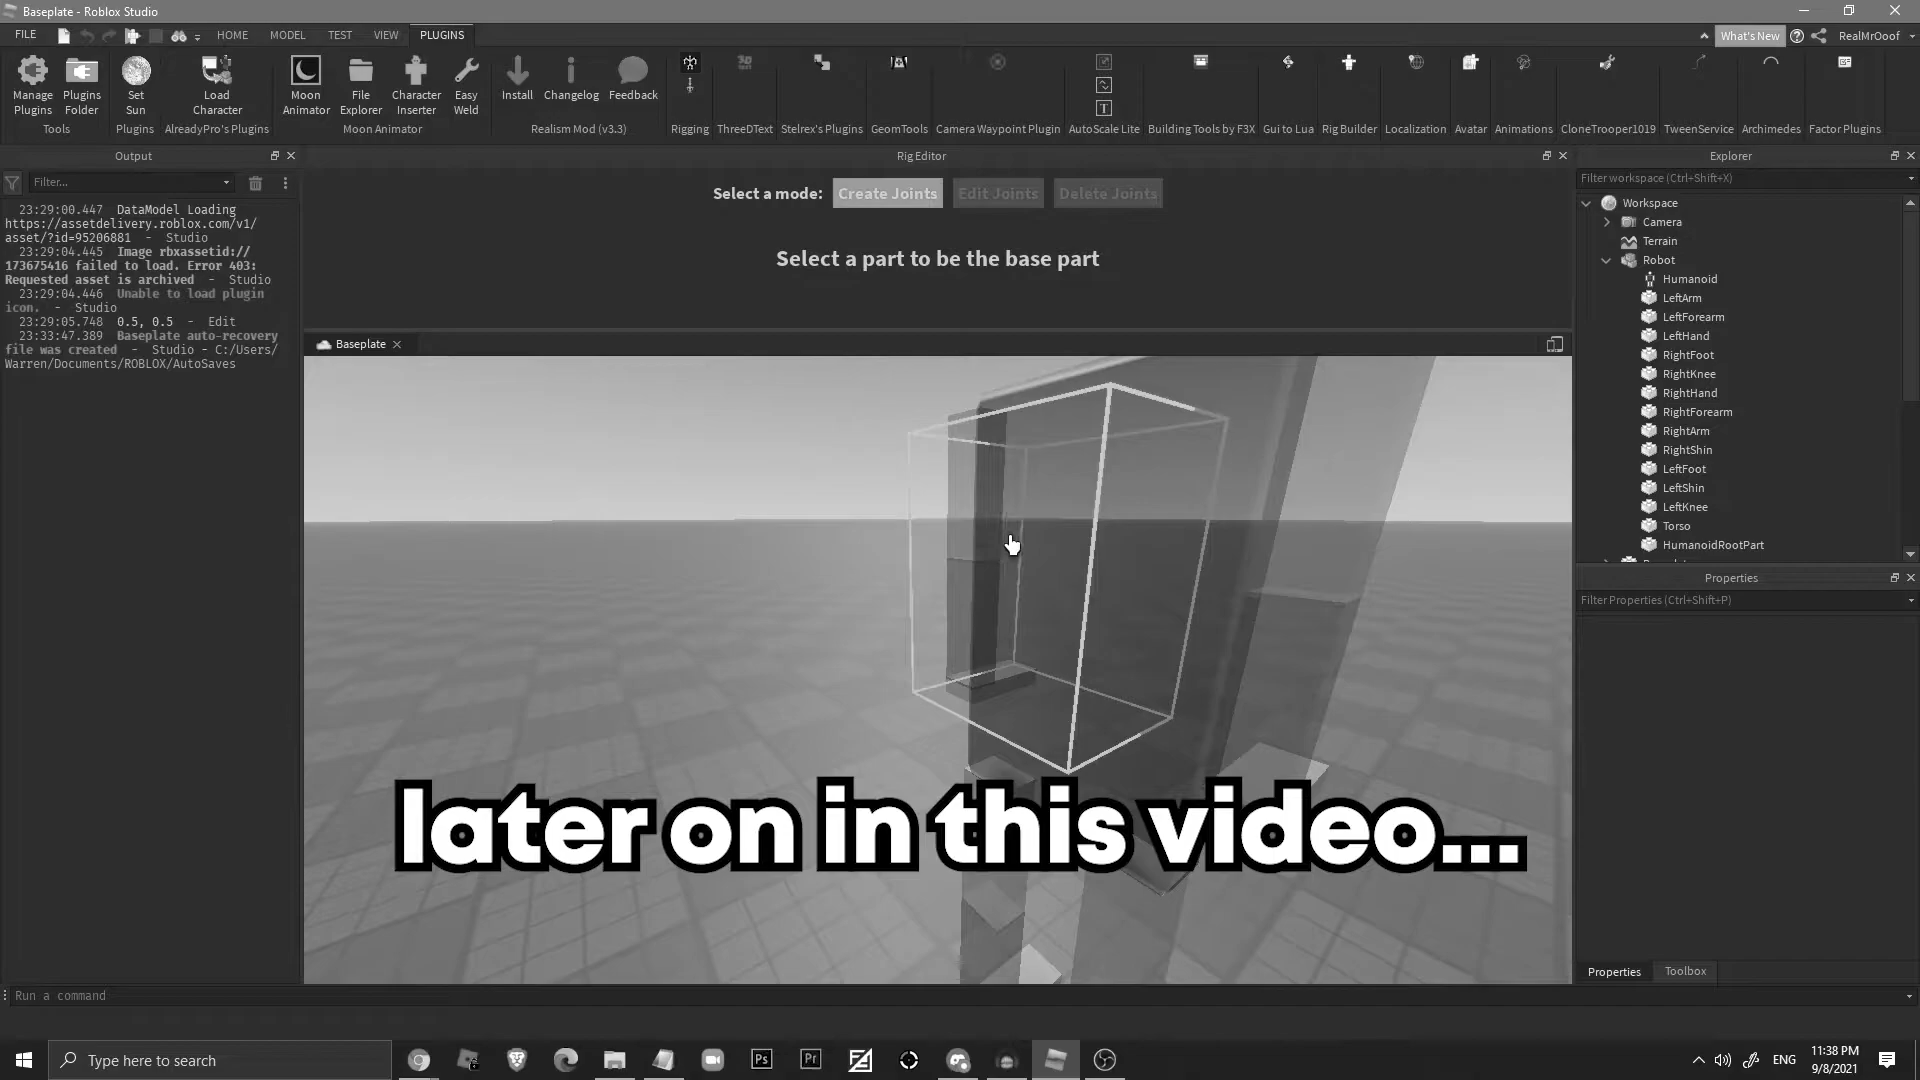 Baseplate - Roblox Studio
FILE
HOME
MODEL
TEST
VIEW
PLUGINS
What's New
RealMrOoof
Manage
Plugins
Plugins
Folder
Tools
Set
Sun
Plugins
Load
Character
AlreadyPro's Plugins
Moon
Animator
File
Explorer
Character
Inserter
Easy
Weld
Moon Animator
Install
Changelog
Feedback
Realism Mod (v3.3)
Rigging
ThreeDText
Stelrex's Plugins
GeomTools
Camera Waypoint Plugin
AutoScale Lite
Building Tools by F3X
Gui to Lua
Rig Builder
Localization
Avatar
Animations
CloneTrooper1019
TweenService
Archimedes
Factor Plugins
Output
Filter...
23:29:00.447 DataModel Loading
https://assetdelivery.roblox.com/v1/
asset/?id=95206881 - Studio
23:29:04.445 Image rbxassetid://
173675416 failed to load. Error 403:
Requested asset is archived - Studio
23:29:04.446 Unable to load plugin
icon. - Studio
23:29:05.748 0.5, 0.5 - Edit
23:33:47.389 Baseplate auto-recovery
file was created - Studio - C:/Users/
Warren/Documents/ROBLOX/AutoSaves
Rig Editor
Select a mode: Create Joints Edit Joints Delete Joints
Select a part to be the base part
Baseplate
later on in this video...
Explorer
Filter workspace (Ctrl+Shift+X)
Workspace
Camera
Terrain
Robot
Humanoid
LeftArm
LeftForearm
LeftHand
RightFoot
RightKnee
RightHand
RightForearm
RightArm
RightShin
LeftFoot
LeftShin
LeftKnee
Torso
HumanoidRootPart
Properties
Filter Properties (Ctrl+Shift+P)
Properties
Toolbox
Run a command
Type here to search
Ps
Pr
ENG
11:38 PM
9/8/2021